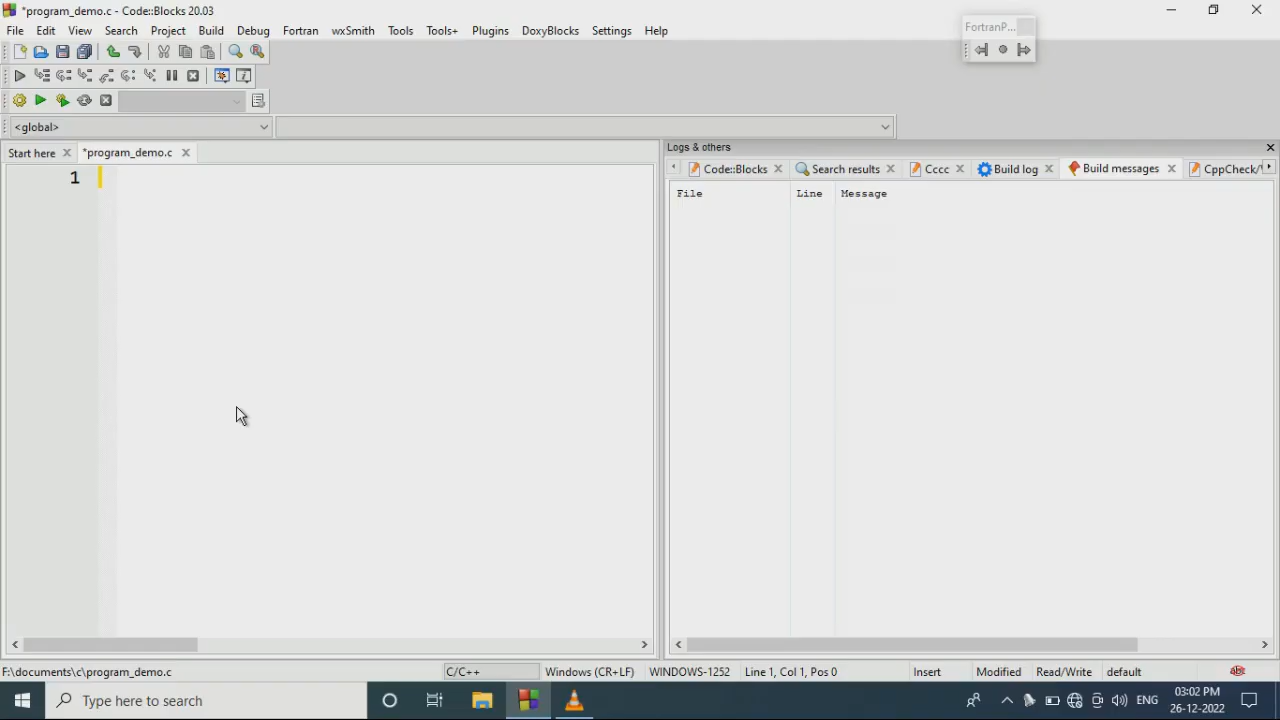 *program_demo.c - Code::Blocks 20.03
File Edit View Search Project Build Debug Fortran wxSmith Tools Tools+ Plugins DoxyBlocks Settings Help
FortranP...
<global>
Start here *program_demo.c
Logs & others
Code::Blocks Search results Cccc Build log Build messages CppCheck/
1
File Line Message
F:\documents\c\program_demo.c C/C++ Windows (CR+LF) WINDOWS-1252 Line 1, Col 1, Pos 0 Insert Modified Read/Write default
Type here to search
ENG
03:02 PM
26-12-2022